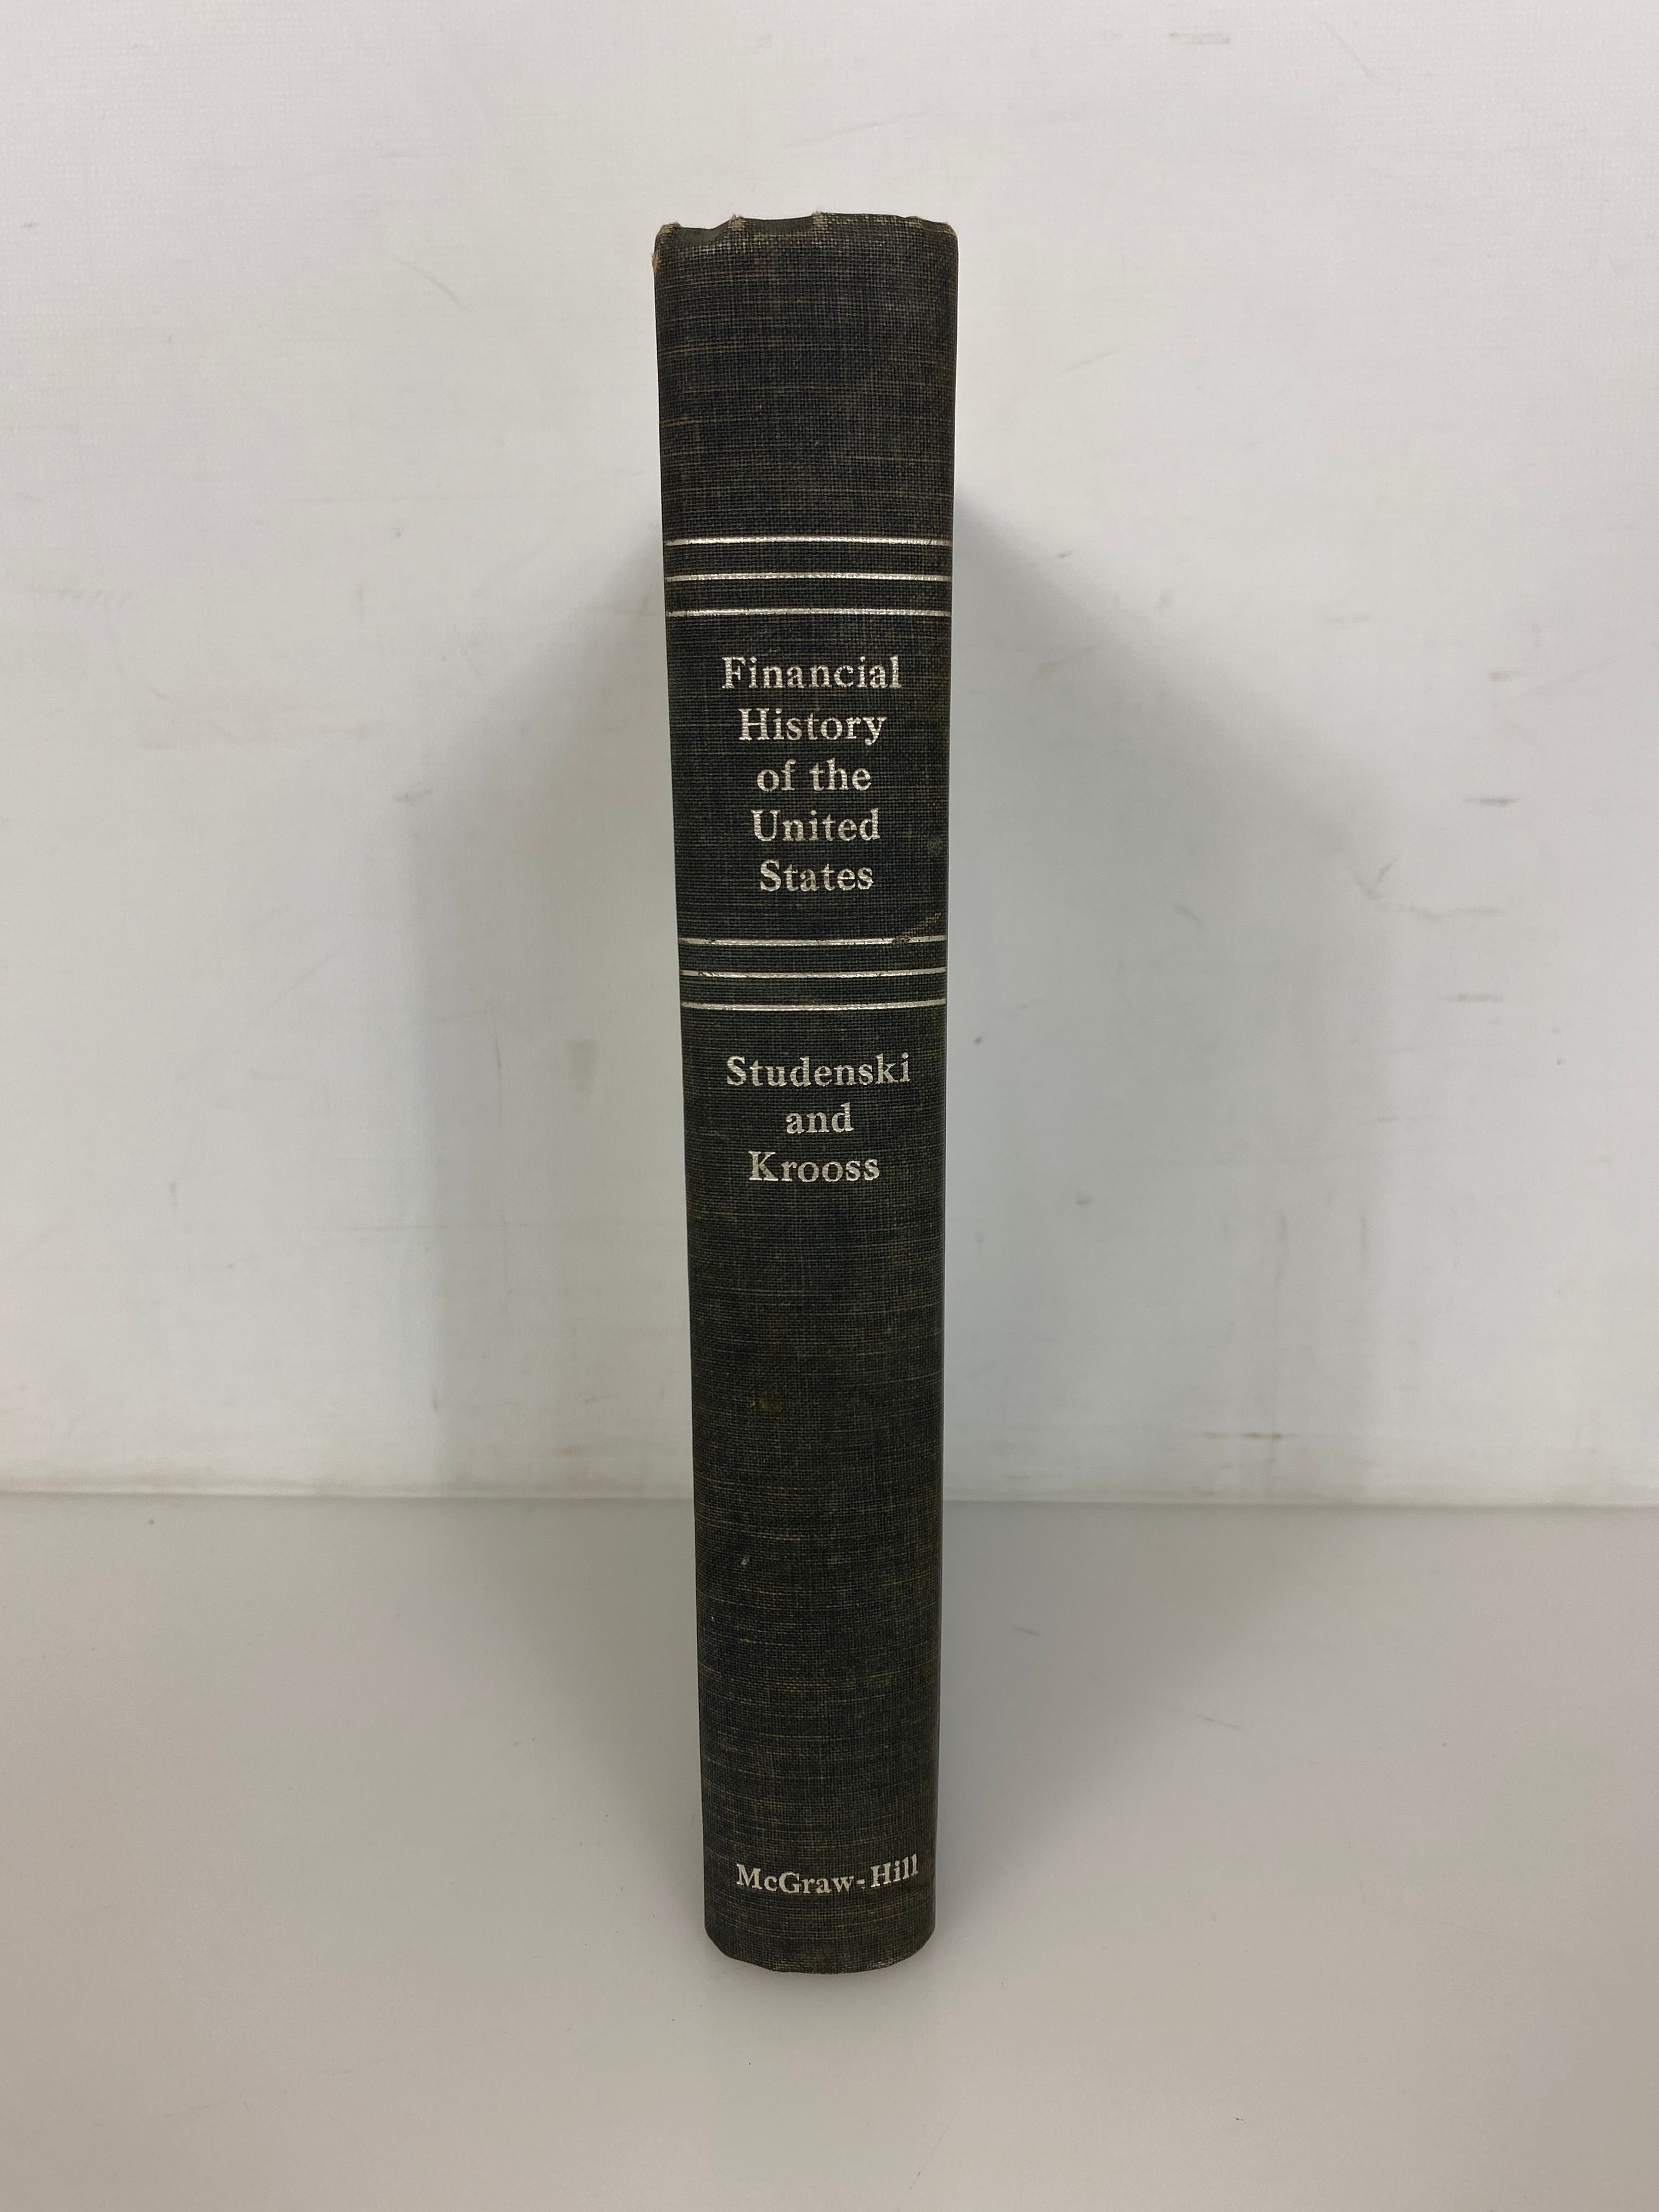 Financial
History
of the
United
States
Studenski
and
Krooss
McGraw-Hill